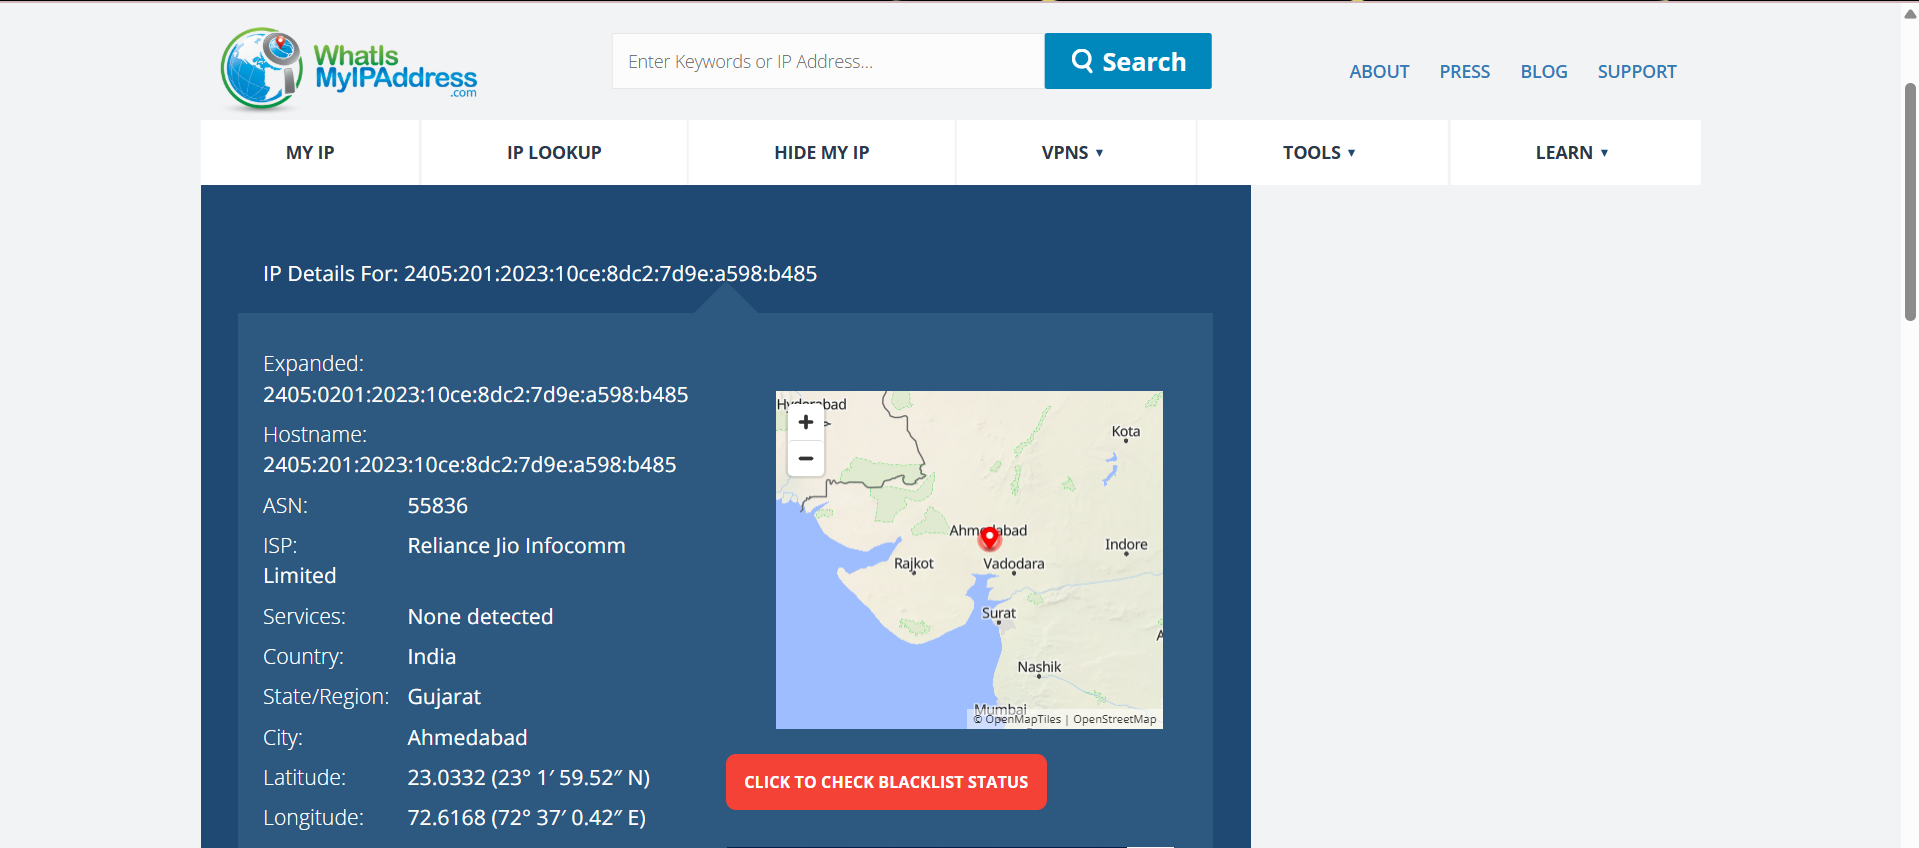 WhatIs
MyIPAddress
.com
Enter Keywords or IP Address...
Search
ABOUT
PRESS
BLOG
SUPPORT
MY IP
IP LOOKUP
HIDE MY IP
VPNS ▾
TOOLS ▾
LEARN ▾
IP Details For: 2405:201:2023:10ce:8dc2:7d9e:a598:b485
Expanded:
2405:0201:2023:10ce:8dc2:7d9e:a598:b485
Hostname:
2405:201:2023:10ce:8dc2:7d9e:a598:b485
ASN: 55836
ISP: Reliance Jio Infocomm
Limited
Services: None detected
Country: India
State/Region: Gujarat
City: Ahmedabad
Latitude: 23.0332 (23° 1′ 59.52″ N)
Longitude: 72.6168 (72° 37′ 0.42″ E)
Hyderabad
+
−
Kota
Ahmedabad
Indore
Rajkot
Vadodara
Surat
Nashik
Mumbai
© OpenMapTiles | OpenStreetMap
CLICK TO CHECK BLACKLIST STATUS